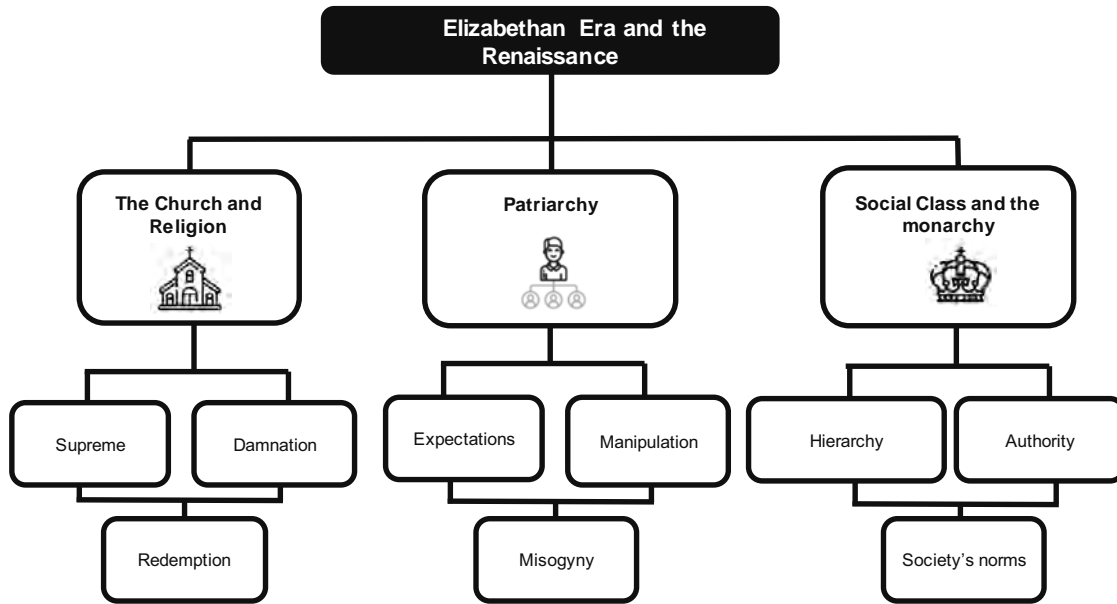 Elizabethan Era and the
Renaissance
The Church and
Religion
Patriarchy
Social Class and the
monarchy
Supreme
Damnation
Expectations
Manipulation
Hierarchy
Authority
Redemption
Misogyny
Society's norms